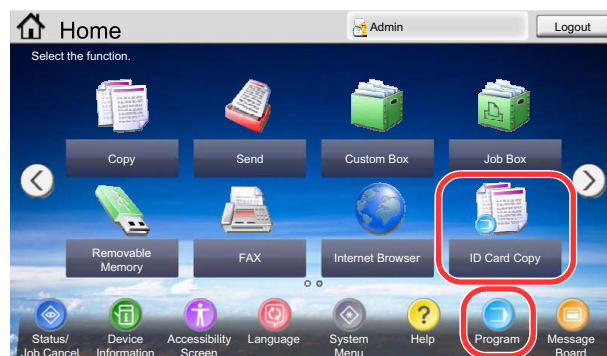 Home
Admin
Logout
Select the function.
Copy
Send
Custom Box
Job Box
Removable
Memory
FAX
Internet Browser
ID Card Copy
Status/
Job Cancel
Device
Information
Accessibility
Screen
Language
System
Menu
Help
Program
Message
Board